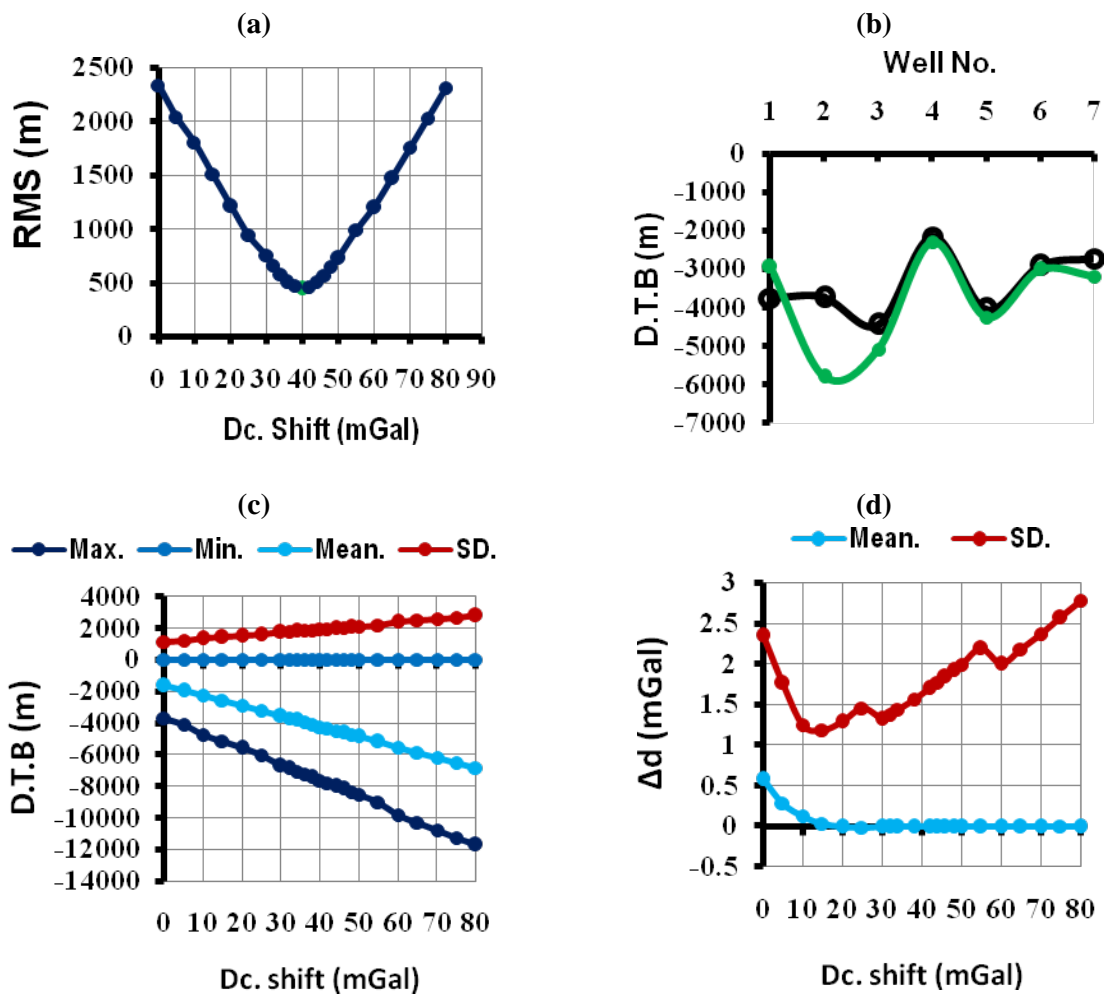 (a)
2500
2000
1500
1000
500
0
RMS (m)
0 10 20 30 40 50 60 70 80 90
Dc. Shift (mGal)
(b)
Well No.
1 2 3 4 5 6 7
0
-1000
-2000
-3000
-4000
-5000
-6000
-7000
D.T.B (m)
(c)
Max. Min. Mean. SD.
4000
2000
0
-2000
-4000
-6000
-8000
-10000
-12000
-14000
D.T.B (m)
0 10 20 30 40 50 60 70 80
Dc. shift (mGal)
(d)
Mean. SD.
3
2.5
2
1.5
1
0.5
0
-0.5
Δd (mGal)
0 10 20 30 40 50 60 70 80
Dc. shift (mGal)